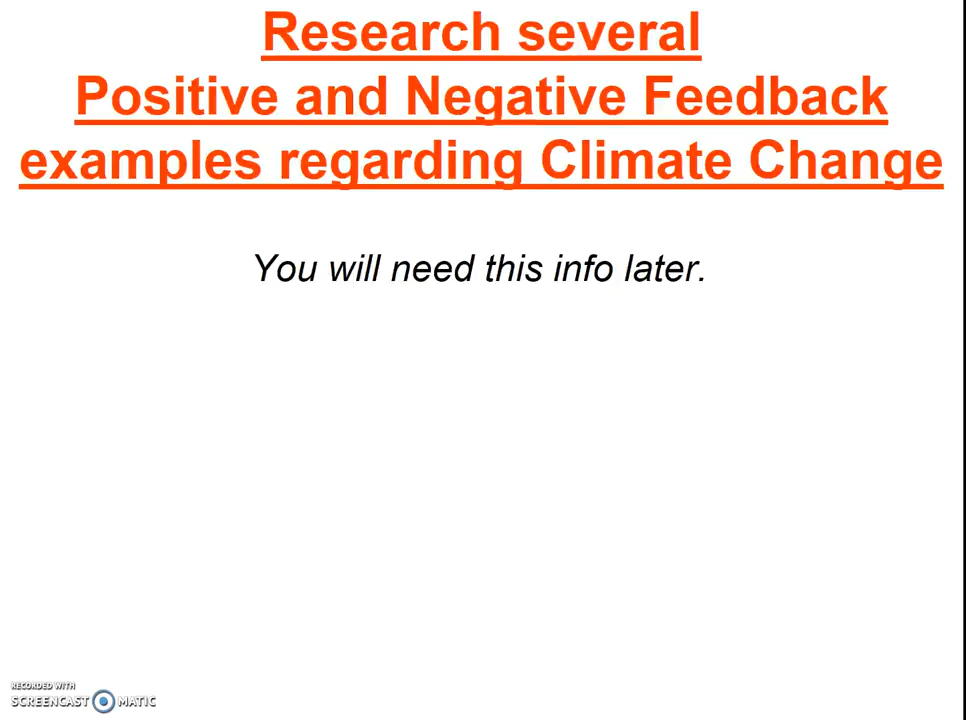 Research several
Positive and Negative Feedback
examples regarding Climate Change
You will need this info later.
RECORDED WITH
SCREENCAST MATIC